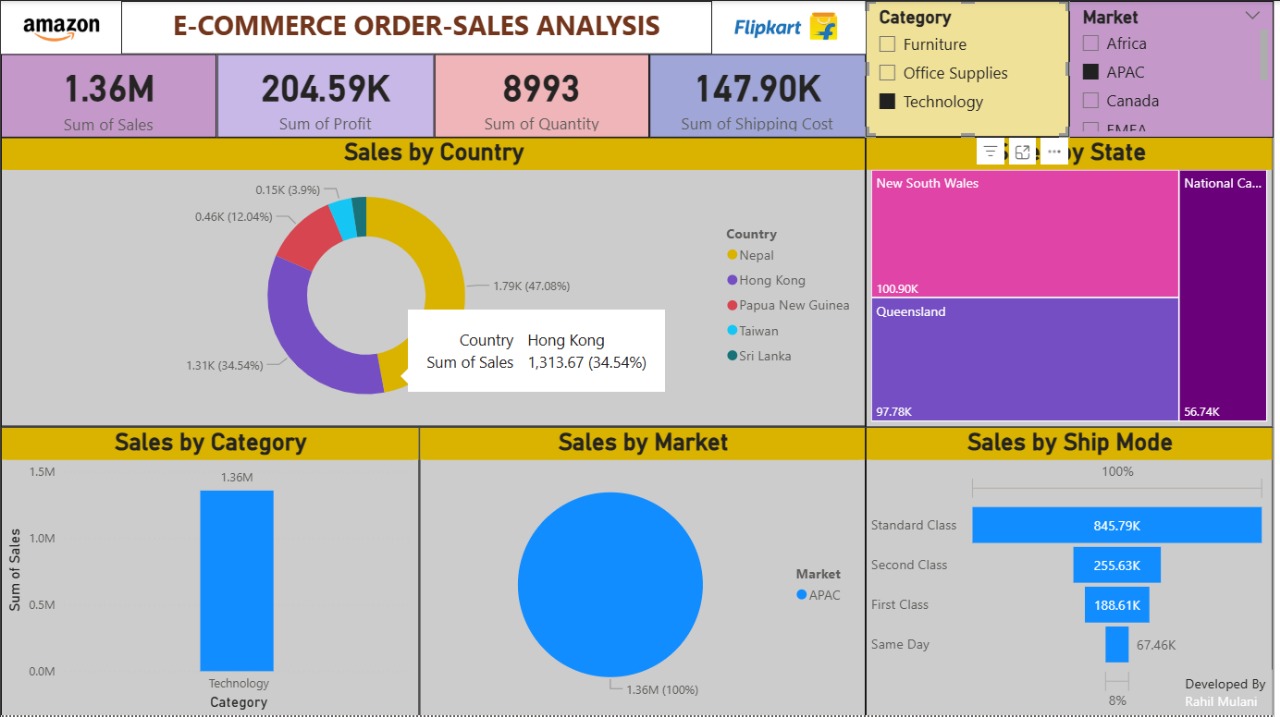 amazon
E-COMMERCE ORDER-SALES ANALYSIS
Flipkart
1.36M
Sum of Sales
204.59K
Sum of Profit
8993
Sum of Quantity
147.90K
Sum of Shipping Cost
Category
Furniture
Office Supplies
Technology
Market
Africa
APAC
Canada
EMEA
Sales by Country
0.15K (3.9%)
0.46K (12.04%)
1.79K (47.08%)
1.31K (34.54%)
Country Hong Kong
Sum of Sales 1,313.67 (34.54%)
Country
Nepal
Hong Kong
Papua New Guinea
Taiwan
Sri Lanka
by State
New South Wales
100.90K
Queensland
97.78K
National Ca...
56.74K
Sales by Category
Sum of Sales
1.5M
1.0M
0.5M
0.0M
1.36M
Technology
Category
Sales by Market
Market
APAC
1.36M (100%)
Sales by Ship Mode
100%
Standard Class 845.79K
Second Class 255.63K
First Class 188.61K
Same Day 67.46K
8%
Developed By
Rahil Mulani